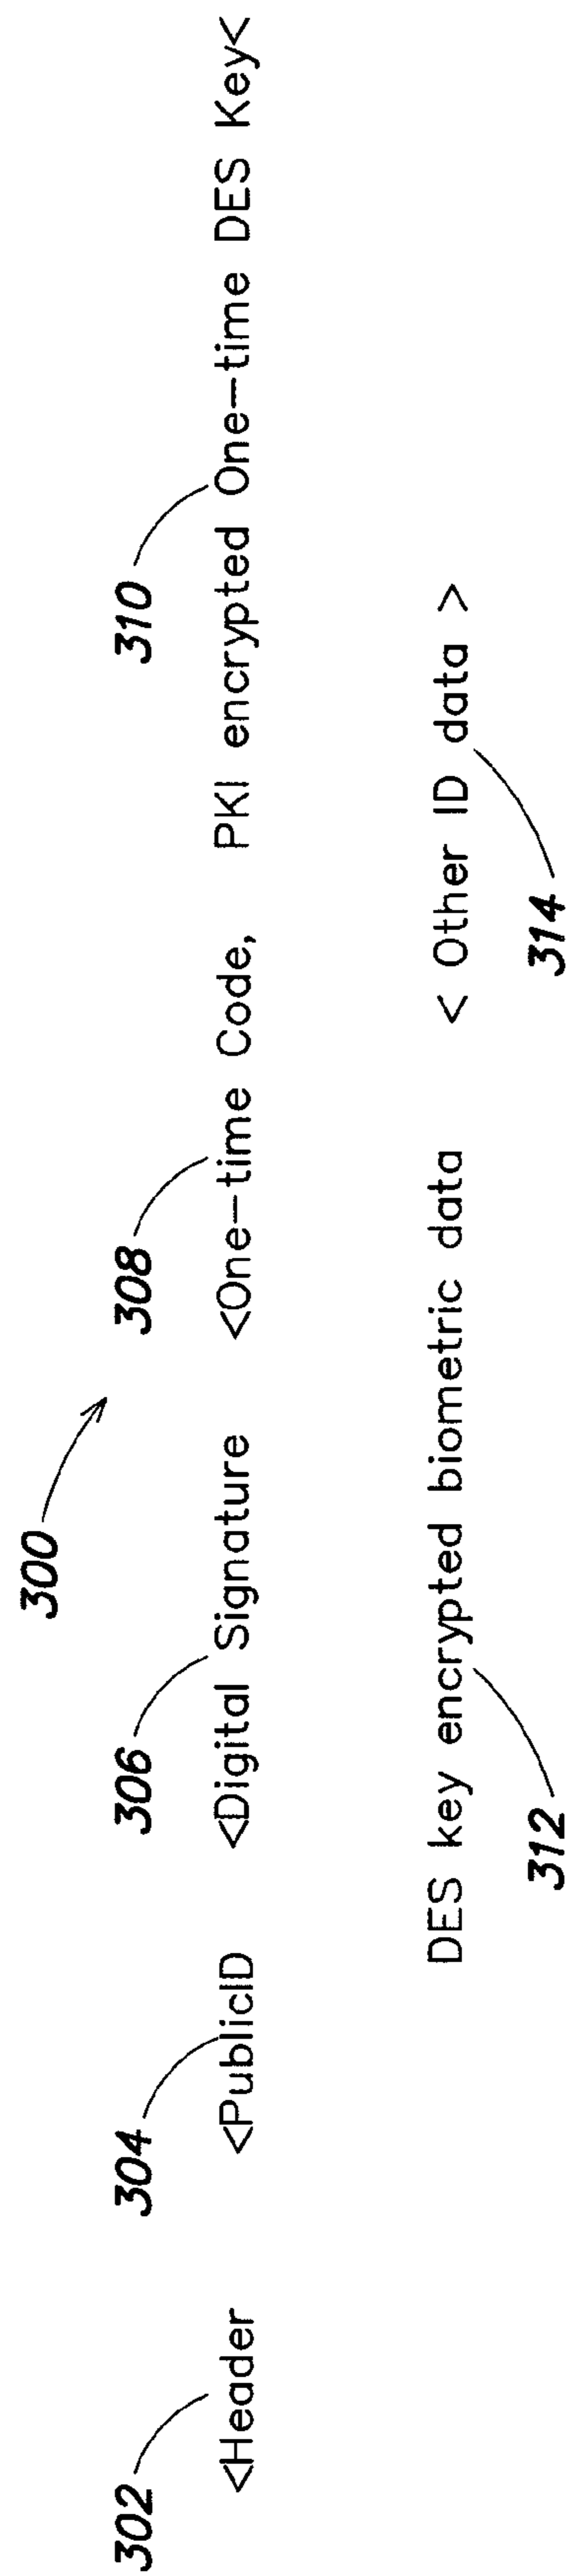 300
302 304 306 308 310
<Header <PublicID <Digital Signature <One-time Code, PKI encrypted One-time DES Key<
DES key encrypted biometric data < Other ID data >
312 314